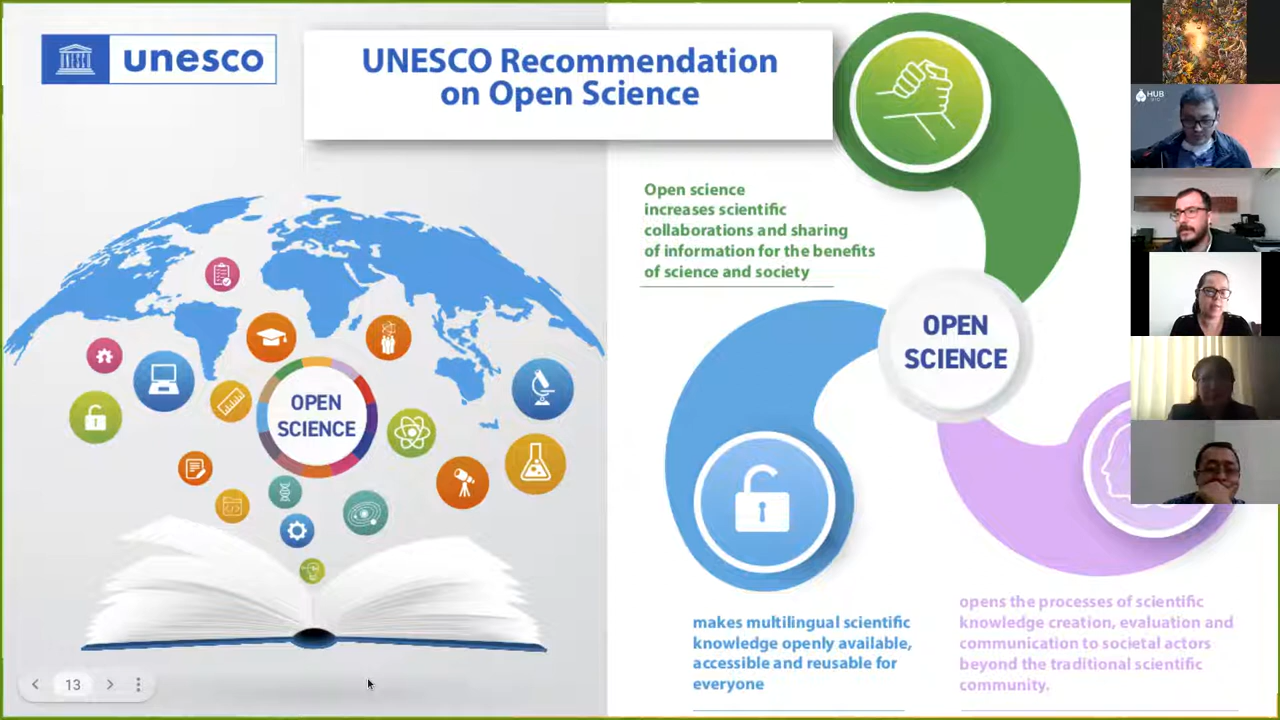 unesco
UNESCO Recommendation
on Open Science
OPEN
SCIENCE
Open science
increases scientific
collaborations and sharing
of information for the benefits
of science and society
OPEN
SCIENCE
makes multilingual scientific
knowledge openly available,
accessible and reusable for
everyone
opens the processes of scientific
knowledge creation, evaluation and
communication to societal actors
beyond the traditional scientific
community.
HUB
13